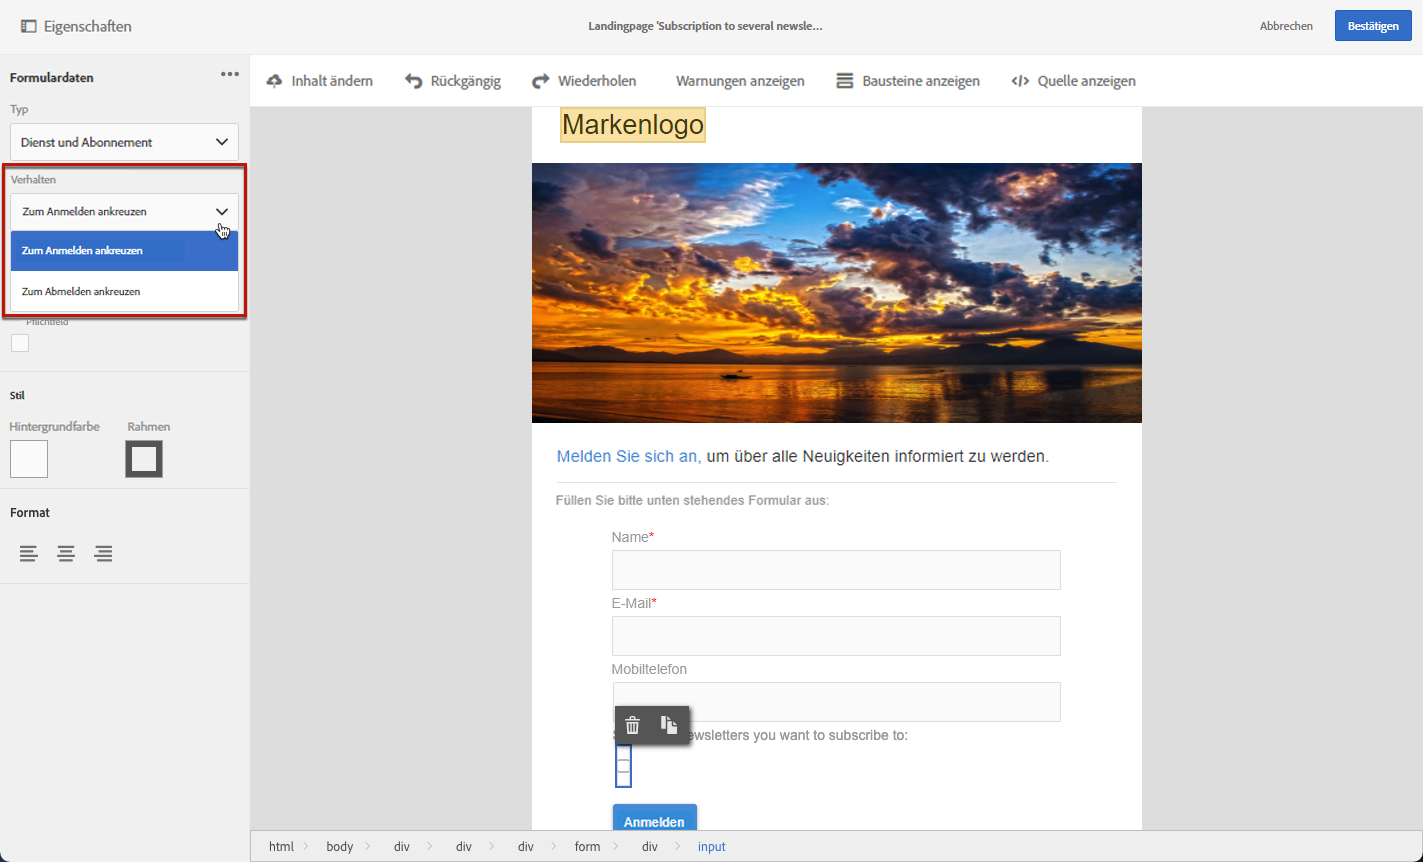 Eigenschaften
Landingpage 'Subscription to several newsle...
Abbrechen
Bestätigen
Formulardaten
Typ
Dienst und Abonnement
Verhalten
Zum Anmelden ankreuzen
Zum Anmelden ankreuzen
Zum Abmelden ankreuzen
Pflichtfeld
Stil
Hintergrundfarbe
Rahmen
Format
Inhalt ändern
Rückgängig
Wiederholen
Warnungen anzeigen
Bausteine anzeigen
Quelle anzeigen
Markenlogo
Melden Sie sich an, um über alle Neuigkeiten informiert zu werden.
Füllen Sie bitte unten stehendes Formular aus:
Name*
E-Mail*
Mobiltelefon
ewsletters you want to subscribe to:
Anmelden
html body div div div form div input